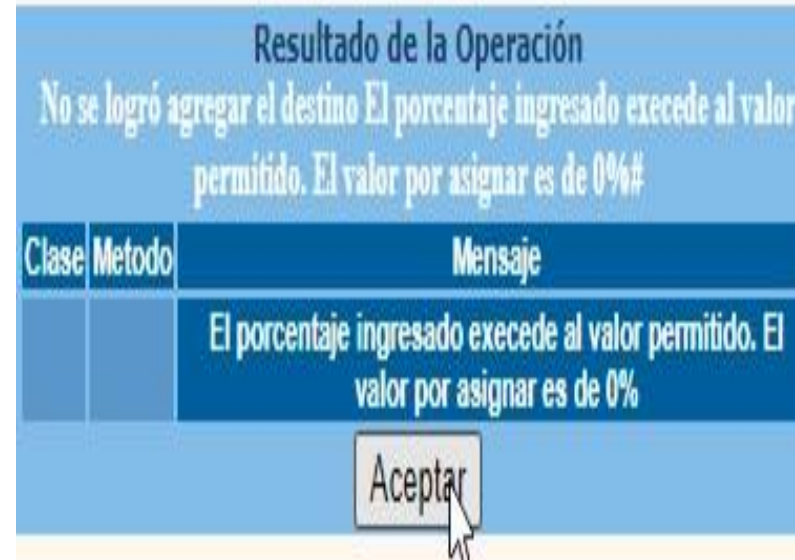 Resultado de la Operación
No se logró agregar el destino El porcentaje ingresado execede al valor
permitido. El valor por asignar es de 0%#
Clase Metodo Mensaje
El porcentaje ingresado execede al valor permitido. El
valor por asignar es de 0%
Aceptar